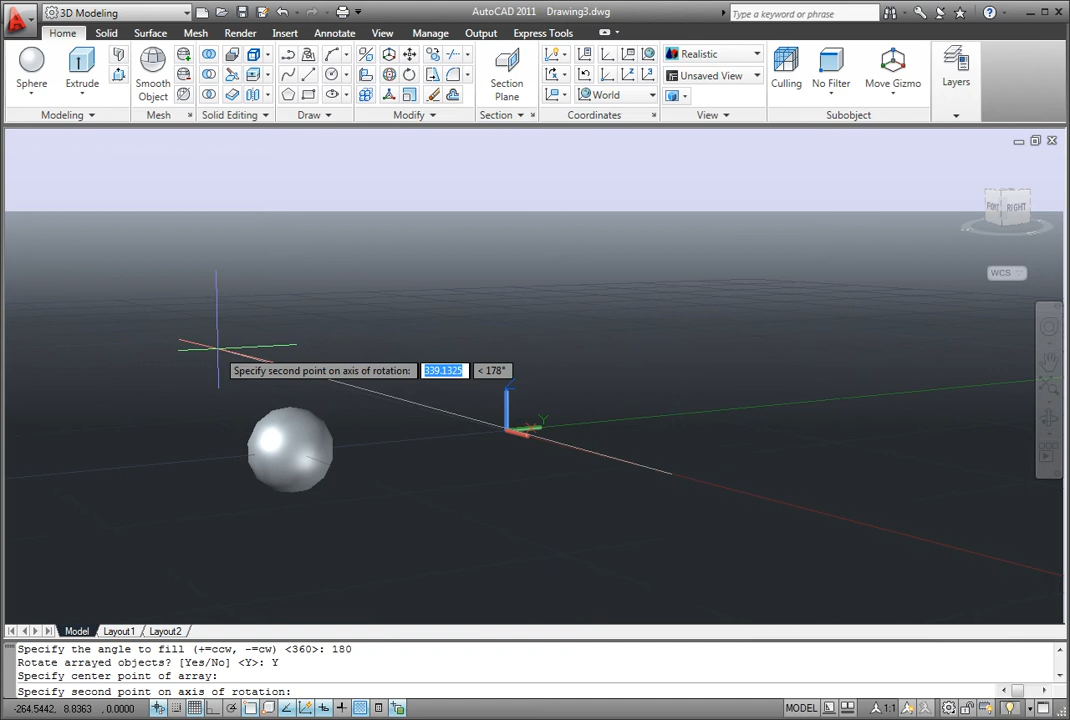 3D Modeling
AutoCAD 2011 Drawing3.dwg
Type a keyword or phrase
Home Solid Surface Mesh Render Insert Annotate View Manage Output Express Tools
Sphere
Extrude
Smooth Object
Section Plane
Realistic
Unsaved View
World
Culling
No Filter
Move Gizmo
Layers
Modeling Mesh Solid Editing Draw Modify Section Coordinates View Subobject
FRONT RIGHT
WCS
Specify second point on axis of rotation: 339.1325 < 178°
Y
Model Layout1 Layout2
Specify the angle to fill (+=ccw, -=cw) <360>: 180
Rotate arrayed objects? [Yes/No] <Y>: Y
Specify center point of array:
Specify second point on axis of rotation:
-264.5442, 8.8363 , 0.0000
MODEL
1:1